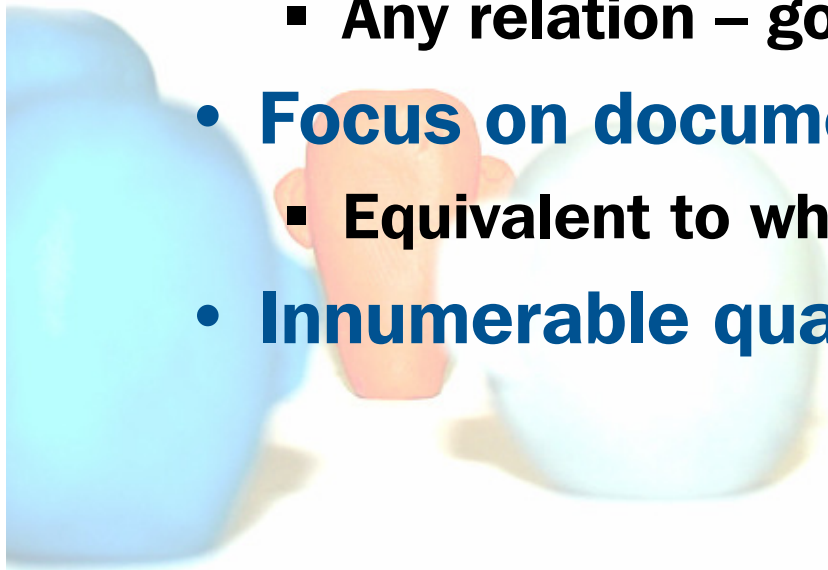 ▪ Any relation – go
• Focus on docum
▪ Equivalent to wh
• Innumerable qua